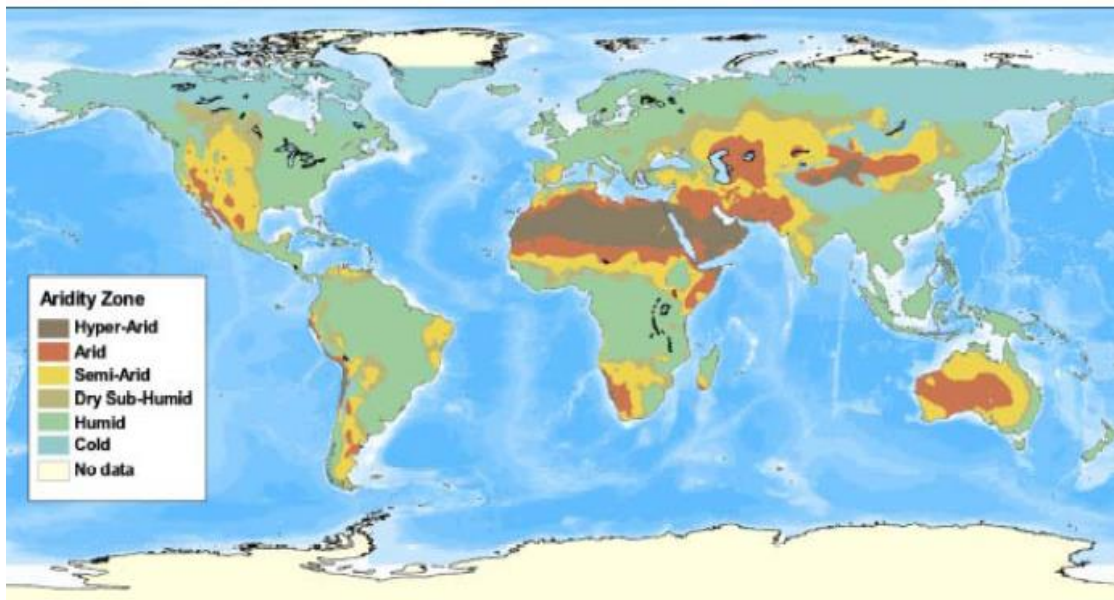 Aridity Zone
Hyper-Arid
Arid
Semi-Arid
Dry Sub-Humid
Humid
Cold
No data